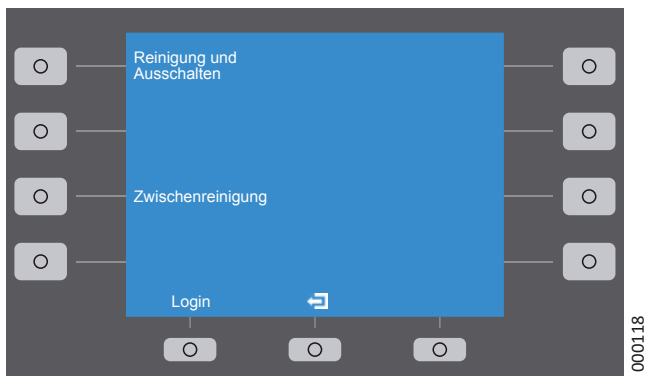 Reinigung und
Ausschalten
Zwischenreinigung
Login
000118